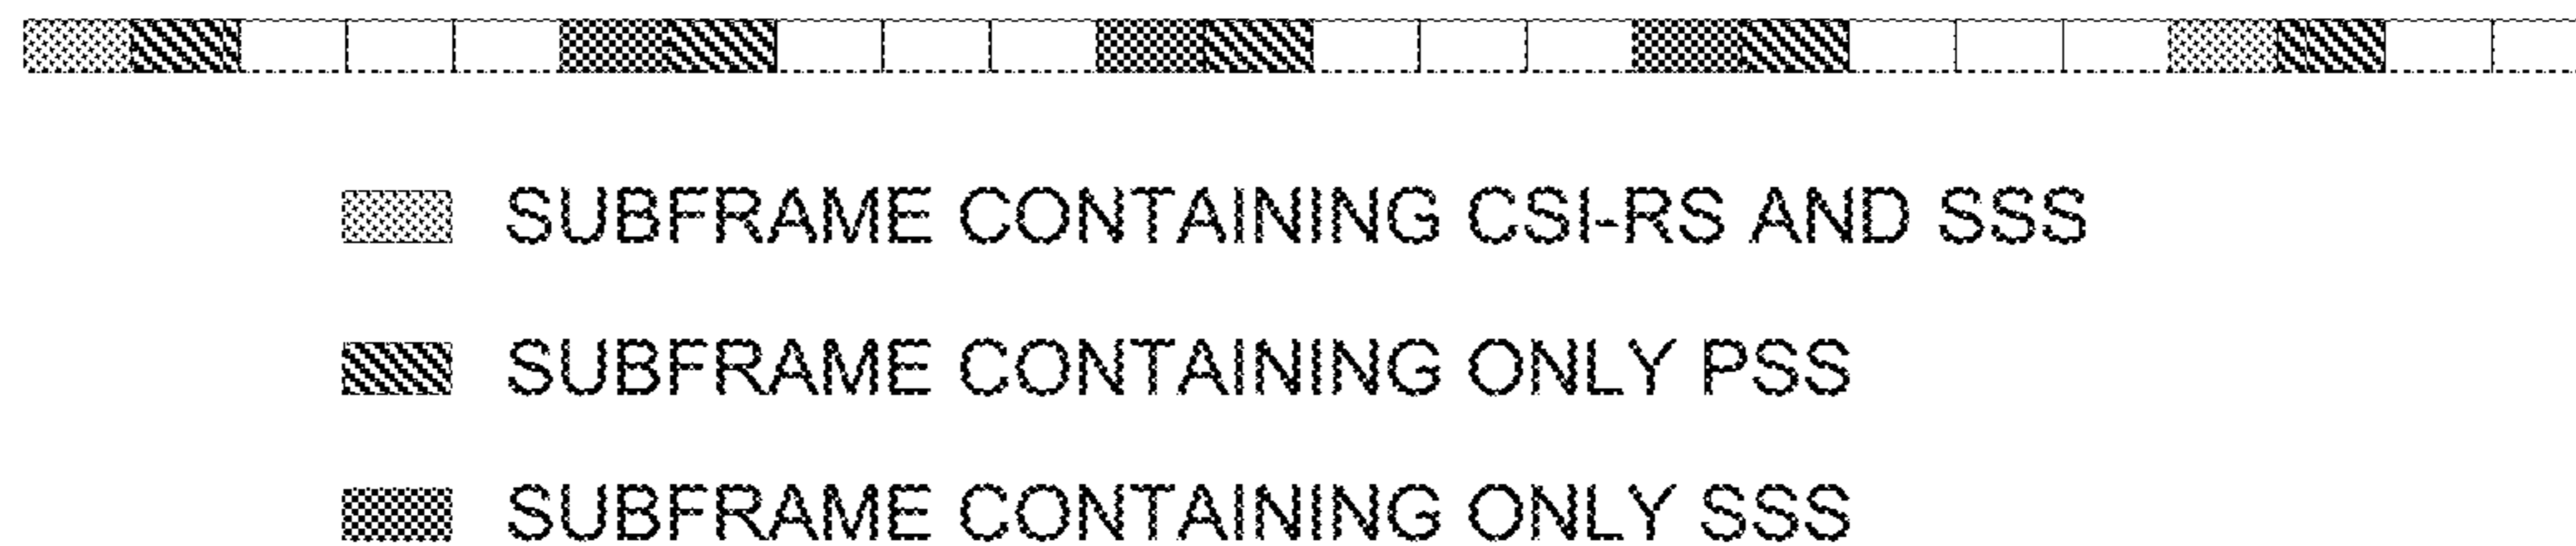 SUBFRAME CONTAINING CSI-RS AND SSS
SUBFRAME CONTAINING ONLY PSS
SUBFRAME CONTAINING ONLY SSS